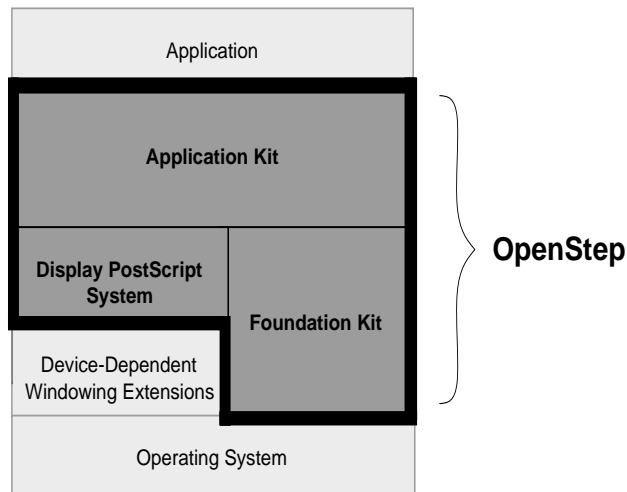 Application
Application Kit
OpenStep
Display PostScript
System
Foundation Kit
Device-Dependent
Windowing Extensions
Operating System